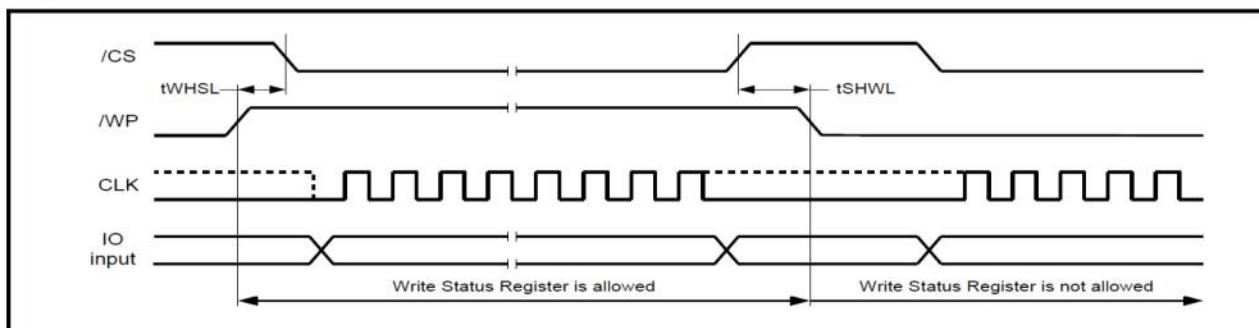 /CS
tWHSL
tSHWL
/WP
CLK
IO
input
Write Status Register is allowed
Write Status Register is not allowed